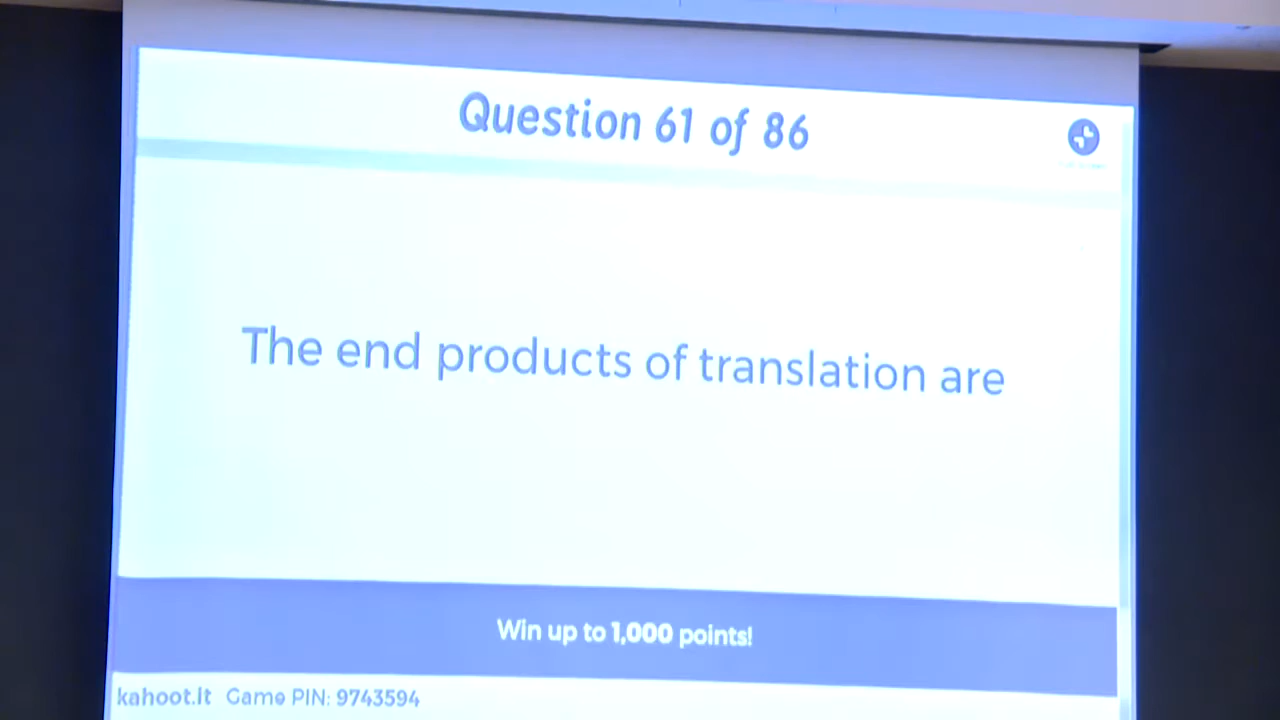 Question 61 of 86
The end products of translation are
Win up to 1,000 points!
kahoot.it Game PIN: 9743594